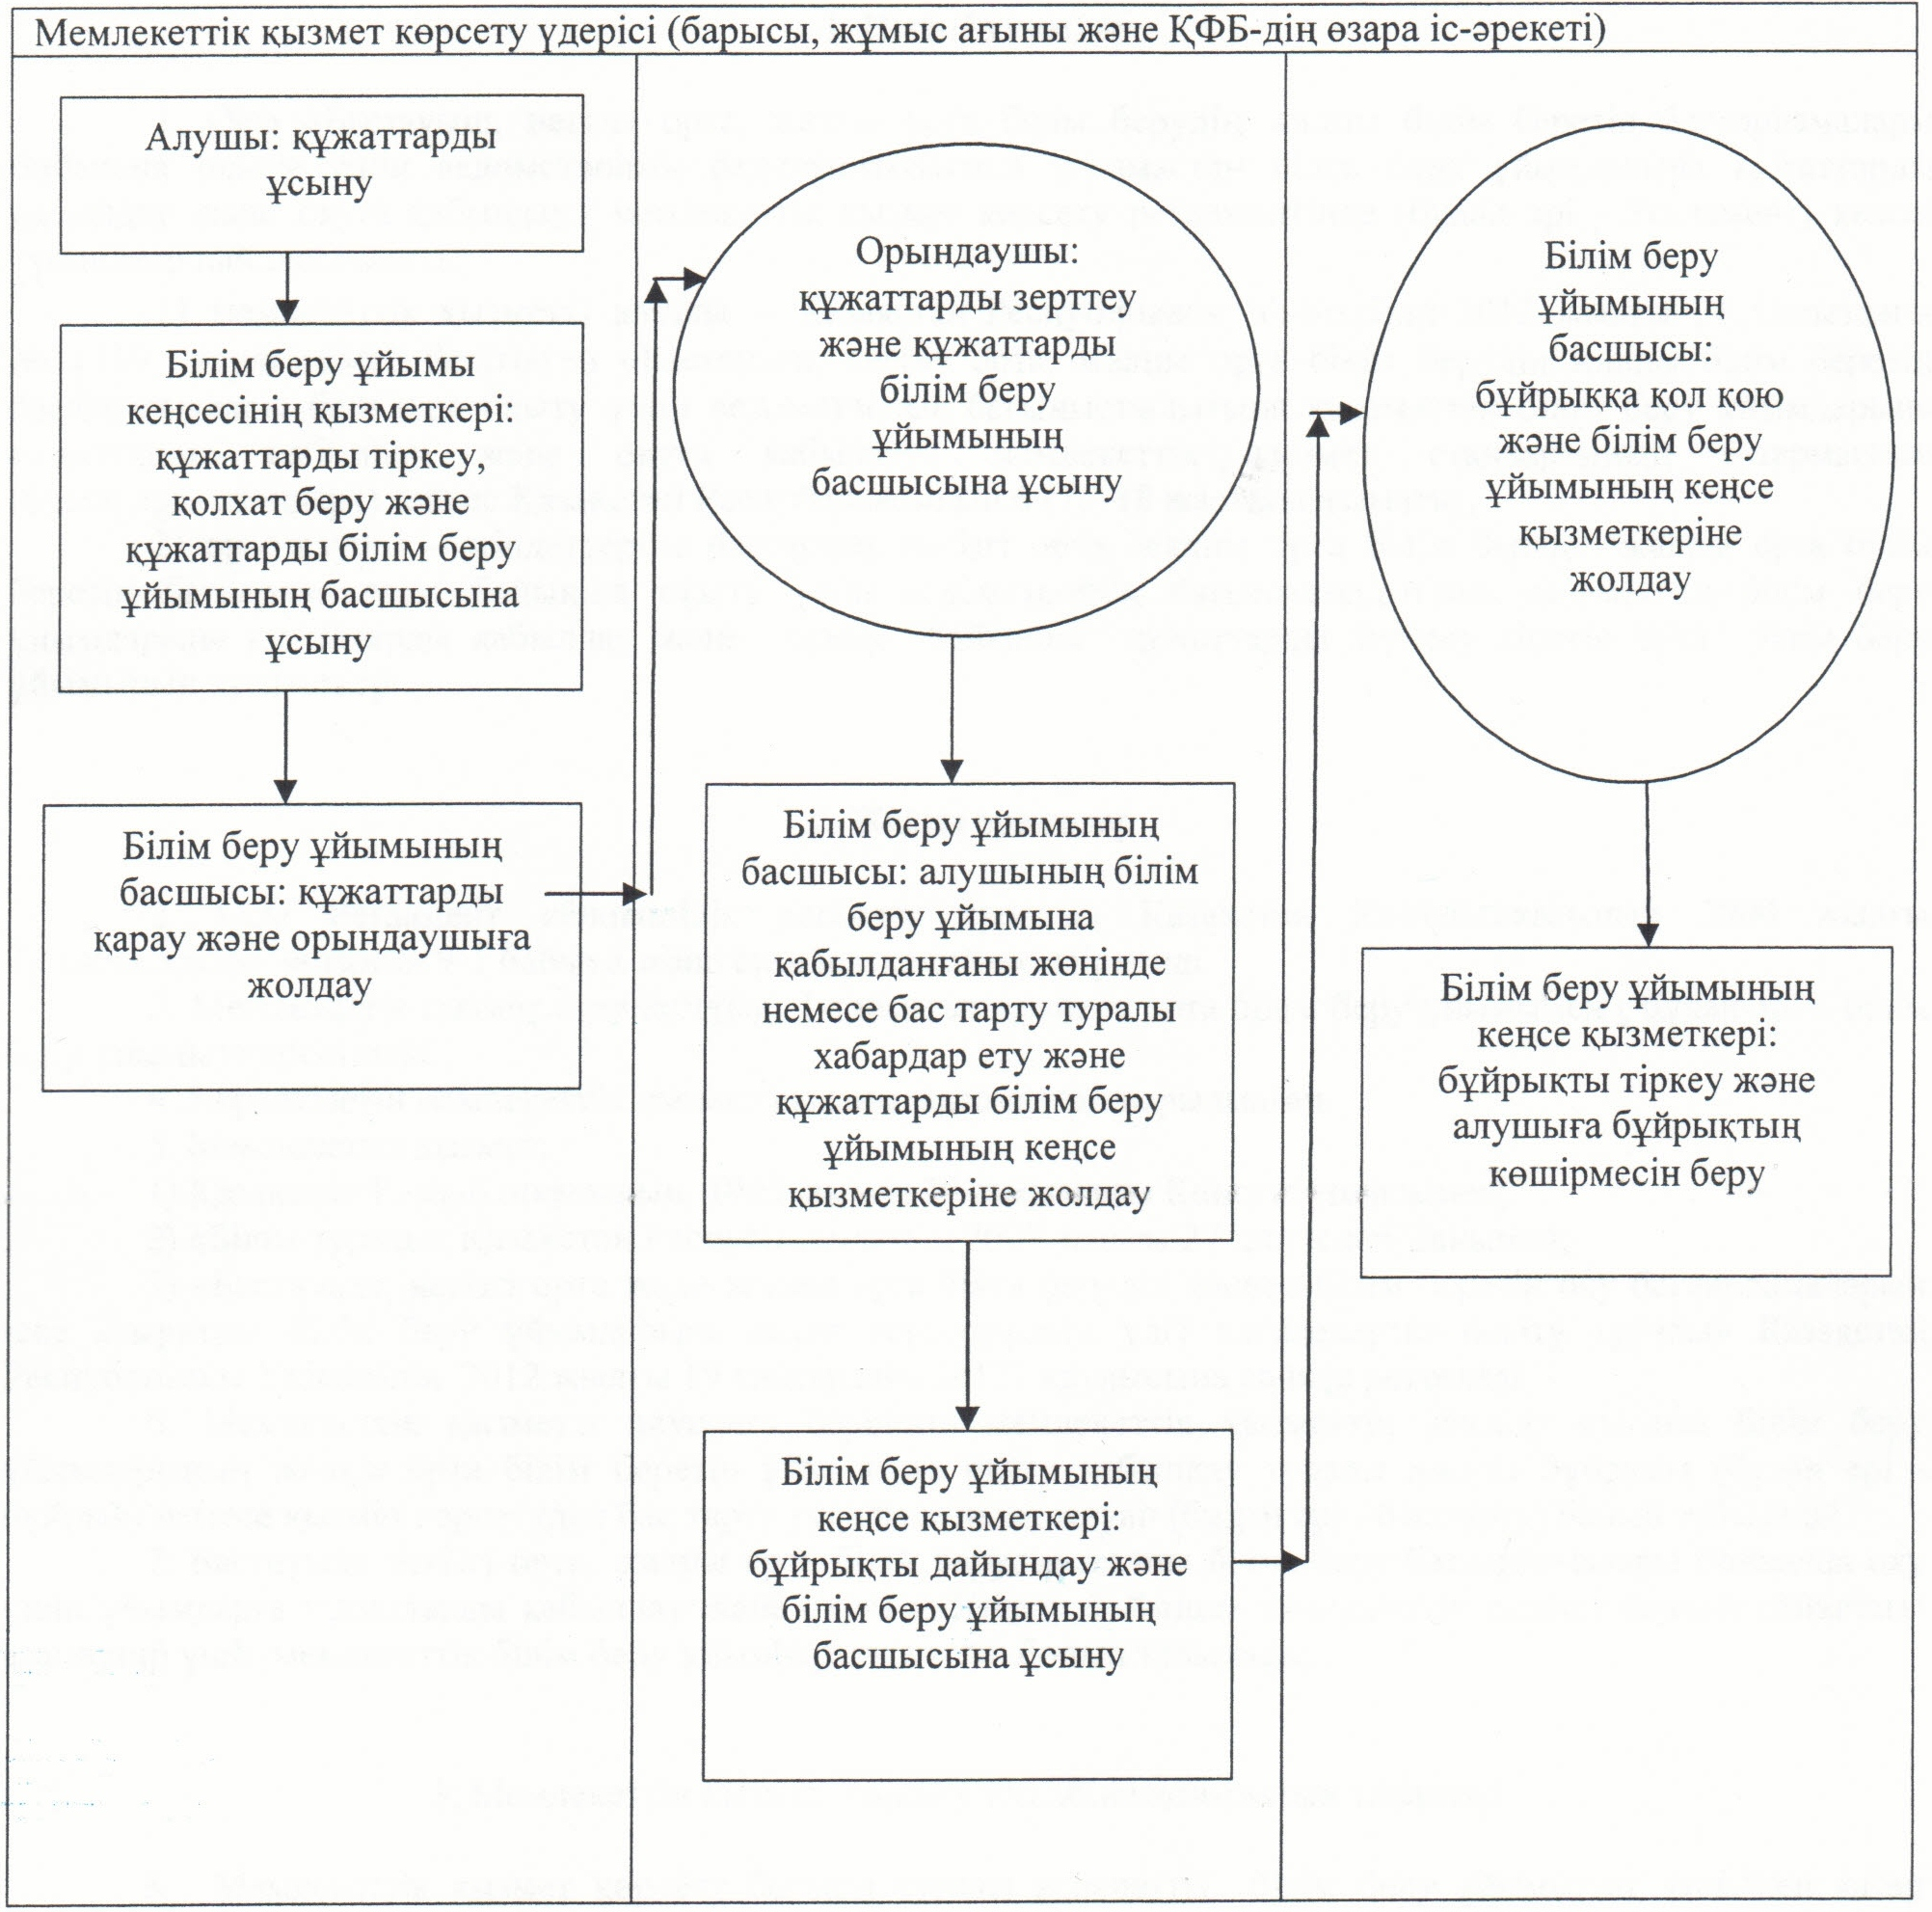 Мемлекеттік қызмет көрсету үдерісі (барысы, жұмыс ағыны және ҚФБ-дің өзара іс-әрекеті)
Алушы: құжаттарды
ұсыну
Білім беру ұйымы
кеңсесінің қызметкері:
құжаттарды тіркеу,
қолхат беру және
құжаттарды білім беру
ұйымының басшысына
ұсыну
Білім беру ұйымының
басшысы: құжаттарды
қарау және орындаушыға
жолдау
Орындаушы:
құжаттарды зерттеу
және құжаттарды
білім беру
ұйымының
басшысына ұсыну
Білім беру ұйымының
басшысы: алушының білім
беру ұйымына
қабылданғаны жөнінде
немесе бас тарту туралы
хабардар ету және
құжаттарды білім беру
ұйымының кеңсе
қызметкеріне жолдау
Білім беру ұйымының
кеңсе қызметкері:
бұйрықты дайындау және
білім беру ұйымының
басшысына ұсыну
Білім беру
ұйымының
басшысы:
бұйрыққа қол қою
және білім беру
ұйымының кеңсе
қызметкеріне
жолдау
Білім беру ұйымының
кеңсе қызметкері:
бұйрықты тіркеу және
алушыға бұйрықтың
көшірмесін беру